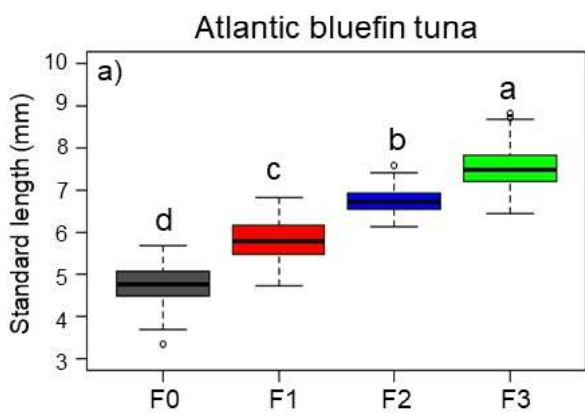 Atlantic bluefin tuna
a)
Standard length (mm)
10
9
8
7
6
5
4
3
d
c
b
a
F0
F1
F2
F3